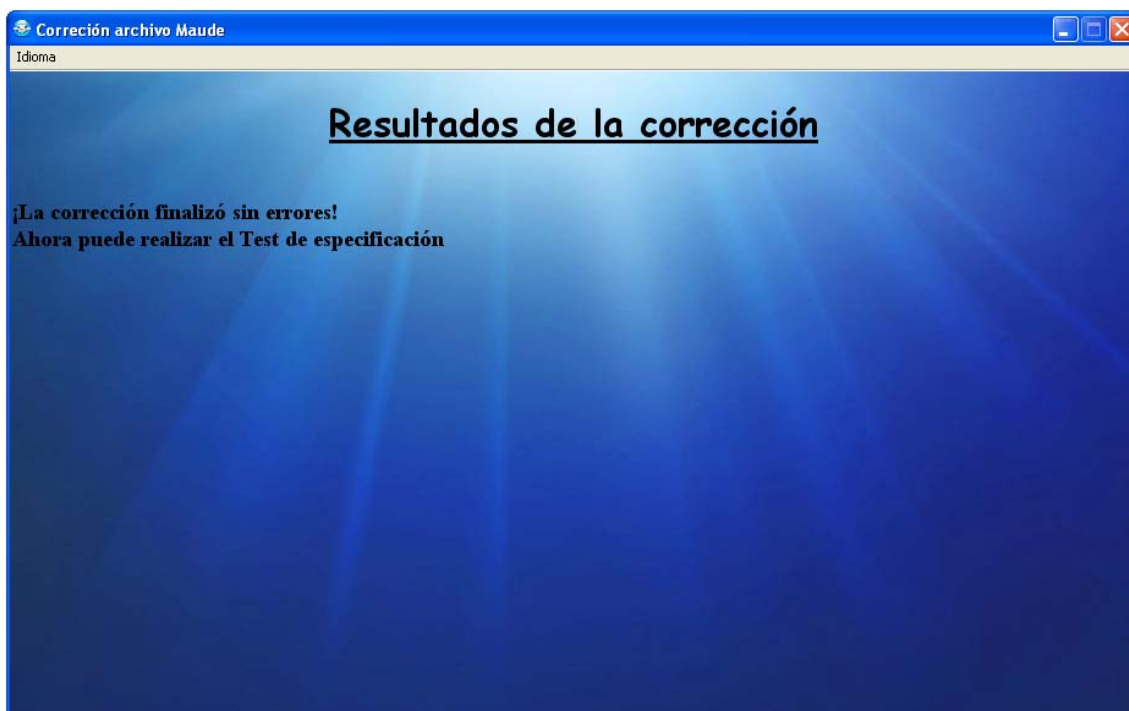 Correción archivo Maude
Idioma
Resultados de la corrección
¡La corrección finalizó sin errores!
Ahora puede realizar el Test de especificación